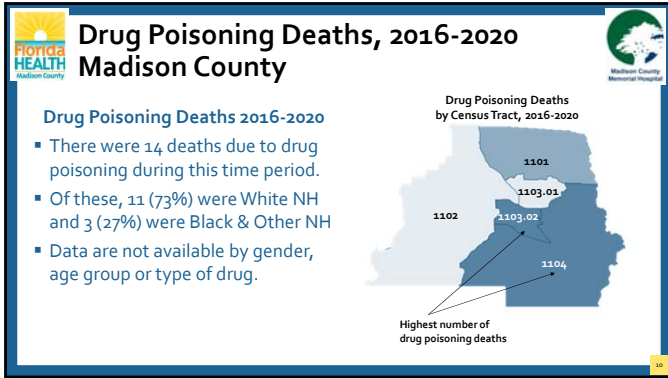 Florida
HEALTH
Madison County
Drug Poisoning Deaths, 2016-2020
Madison County
Madison County
Memorial Hospital
Drug Poisoning Deaths 2016-2020
▪ There were 14 deaths due to drug
poisoning during this time period.
▪ Of these, 11 (73%) were White NH
and 3 (27%) were Black & Other NH
▪ Data are not available by gender,
age group or type of drug.
Drug Poisoning Deaths
by Census Tract, 2016-2020
1101
1103.01
1102
1103.02
1104
Highest number of
drug poisoning deaths
10